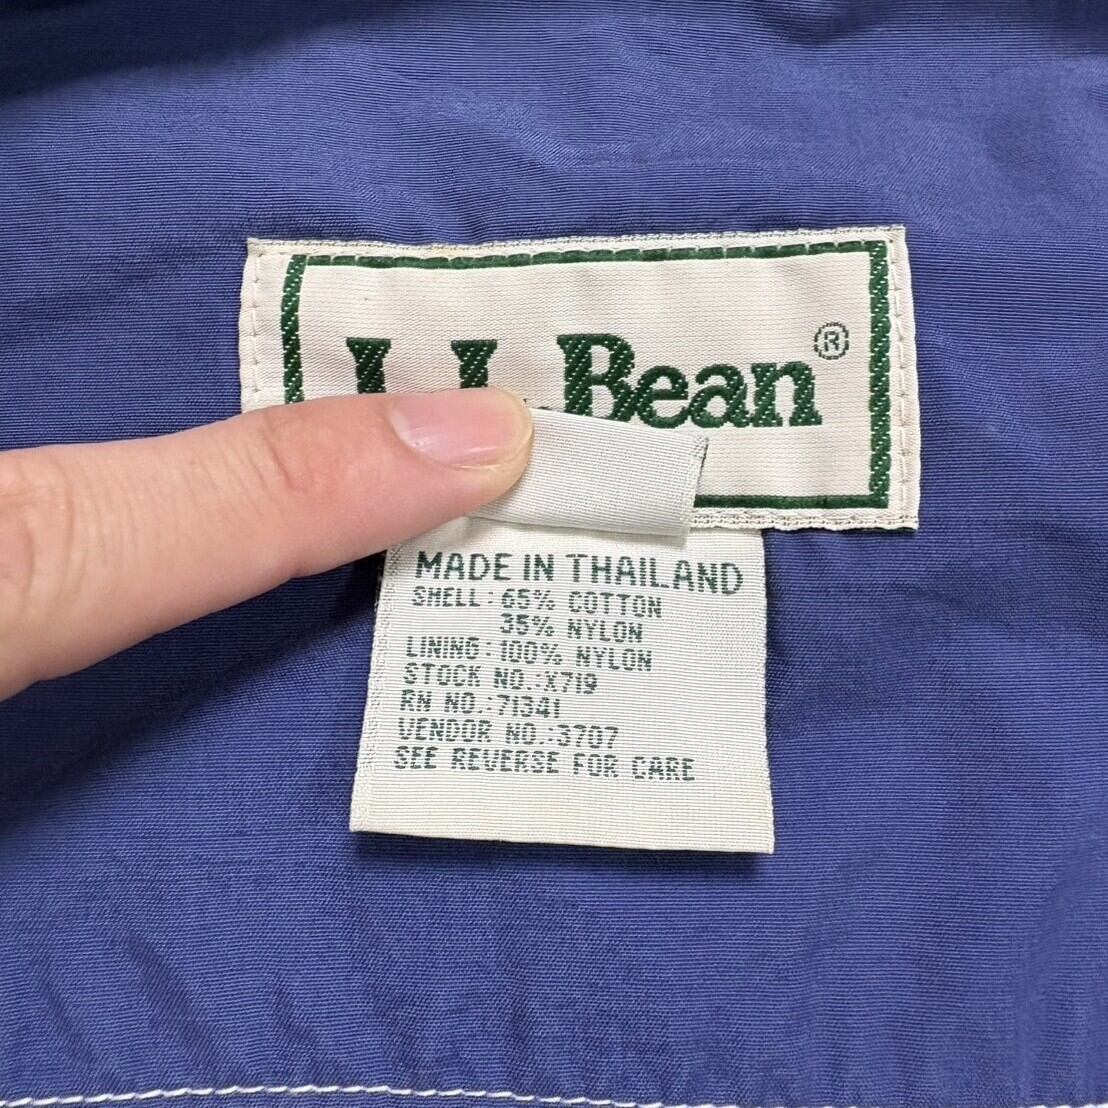 L.L. Bean®
MADE IN THAILAND
SHELL: 65% COTTON
35% NYLON
LINING: 100% NYLON
STOCK NO.:X719
RN NO.:71341
VENDOR NO.:3707
SEE REVERSE FOR CARE